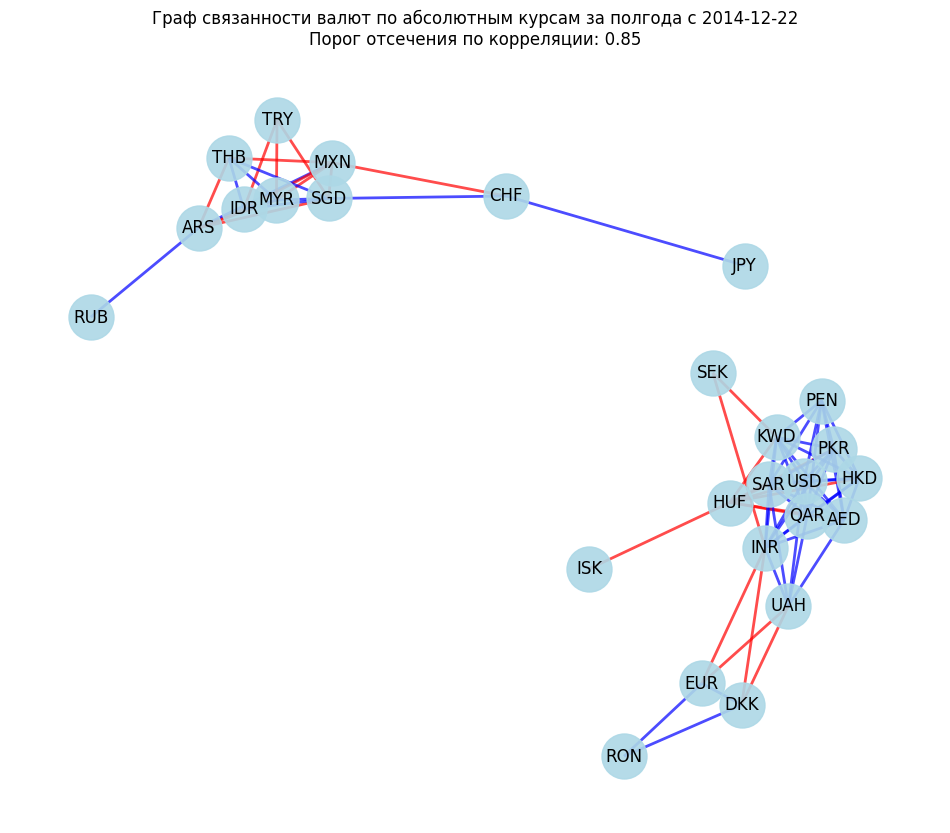 Граф связанности валют по абсолютным курсам за полгода с 2014-12-22
Порог отсечения по корреляции: 0.85
TRY
THB
MXN
IDR
MYR
SGD
CHF
ARS
JPY
RUB
SEK
PEN
KWD
PKR
SAR
USD
HKD
HUF
QAR
AED
INR
ISK
UAH
EUR
DKK
RON